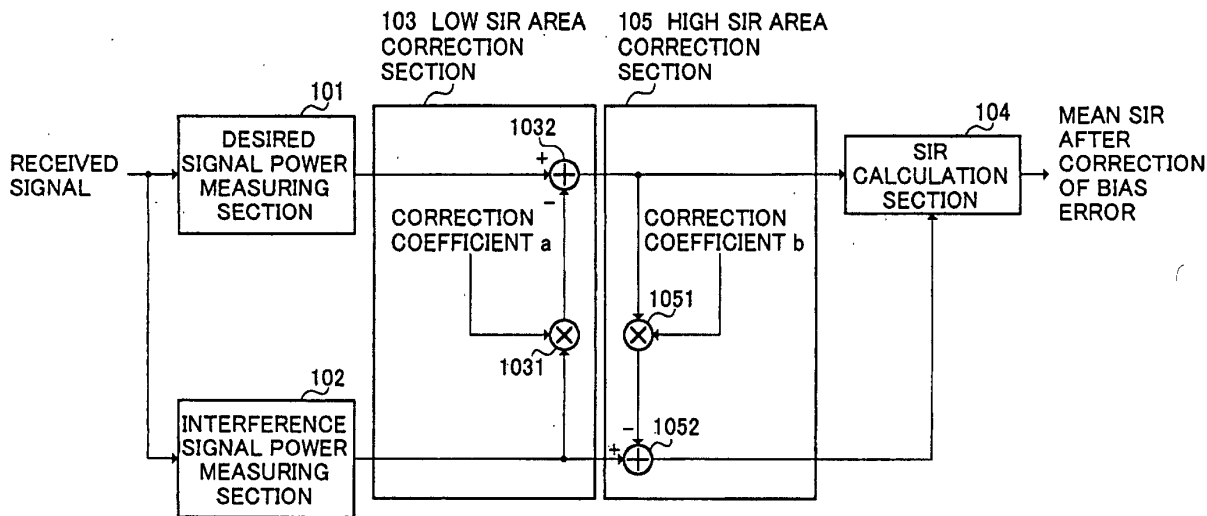 103 LOW SIR AREA
CORRECTION
SECTION
105 HIGH SIR AREA
CORRECTION
SECTION
101
DESIRED
SIGNAL POWER
MEASURING
SECTION
RECEIVED
SIGNAL
1032
+
-
104
SIR
CALCULATION
SECTION
MEAN SIR
AFTER
CORRECTION
OF BIAS
ERROR
CORRECTION
COEFFICIENT a
CORRECTION
COEFFICIENT b
1031
1051
102
INTERFERENCE
SIGNAL POWER
MEASURING
SECTION
-
+
1052